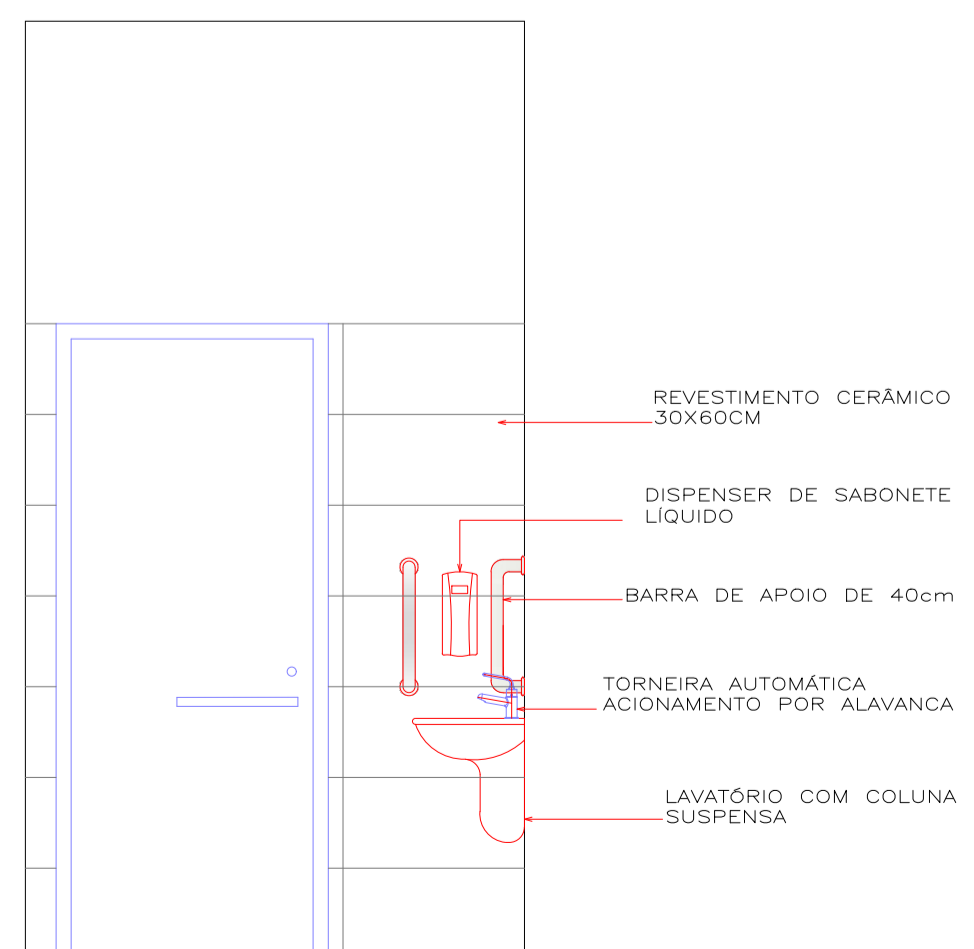 REVESTIMENTO CERÂMICO
30X60CM
DISPENSER DE SABONETE
LÍQUIDO
BARRA DE APOIO DE 40cm
TORNEIRA AUTOMÁTICA
ACIONAMENTO POR ALAVANCA
LAVATÓRIO COM COLUNA
SUSPENSA